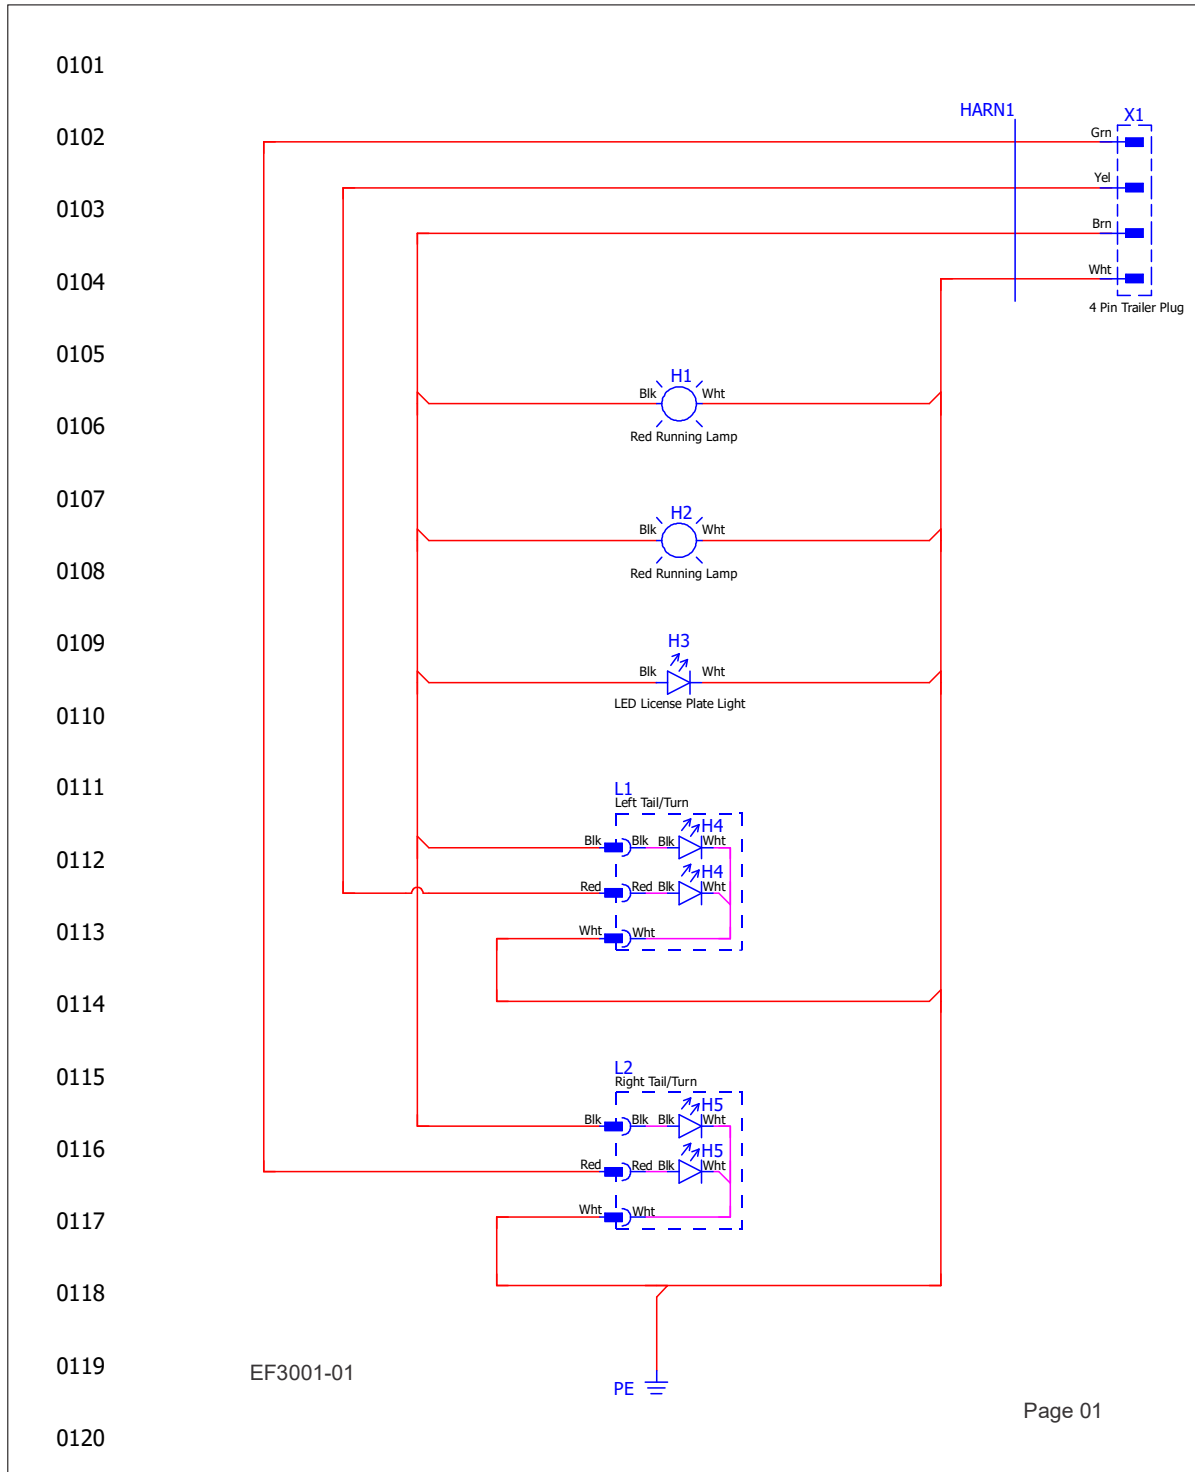 0101
HARN1
X1
0102
Grn
Yel
0103
Brn
0104
Wht
4 Pin Trailer Plug
0105
H1
Blk Wht
0106
Red Running Lamp
0107
H2
Blk Wht
0108
Red Running Lamp
0109
H3
Blk Wht
LED License Plate Light
0110
0111
L1
Left Tail/Turn
H4
Blk Blk Blk Wht
0112
H4
Red Red Blk Wht
0113
Wht Wht
0114
0115
L2
Right Tail/Turn
H5
Blk Blk Blk Wht
0116
H5
Red Red Blk Wht
0117
Wht Wht
0118
0119
EF3001-01
PE
Page 01
0120